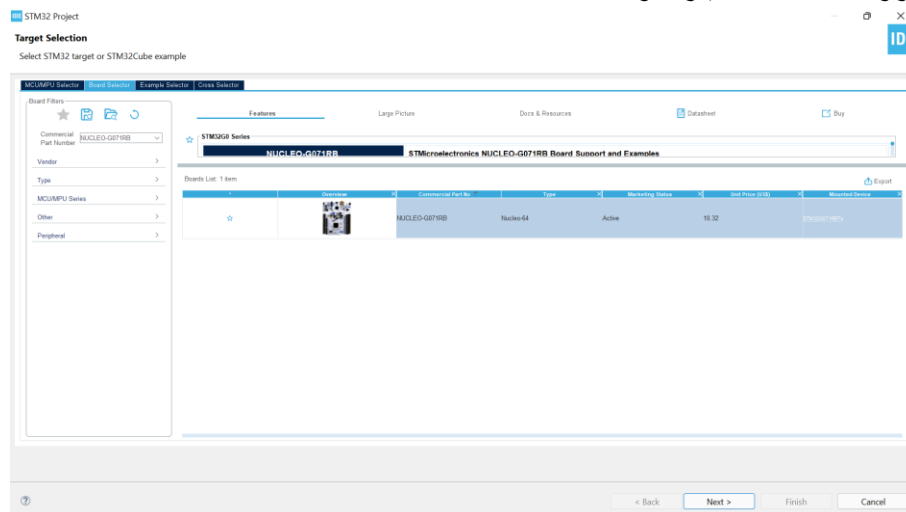 IDE STM32 Project
Target Selection
Select STM32 target or STM32Cube example
ID
MCU/MPU Selector Board Selector Example Selector Cross Selector
Board Filters
Commercial Part Number NUCLEO-G071RB
Vendor
Type
MCU/MPU Series
Other
Peripheral
Features Large Picture Docs & Resources Datasheet Buy
STM32G0 Series
NUCLEO-G071RB STMicroelectronics NUCLEO-G071RB Board Support and Examples
Boards List: 1 item Export
* Overview Commercial Part No Type Marketing Status Unit Price (US$) Mounted Device
NUCLEO-G071RB Nucleo-64 Active 10.32
< Back Next > Finish Cancel